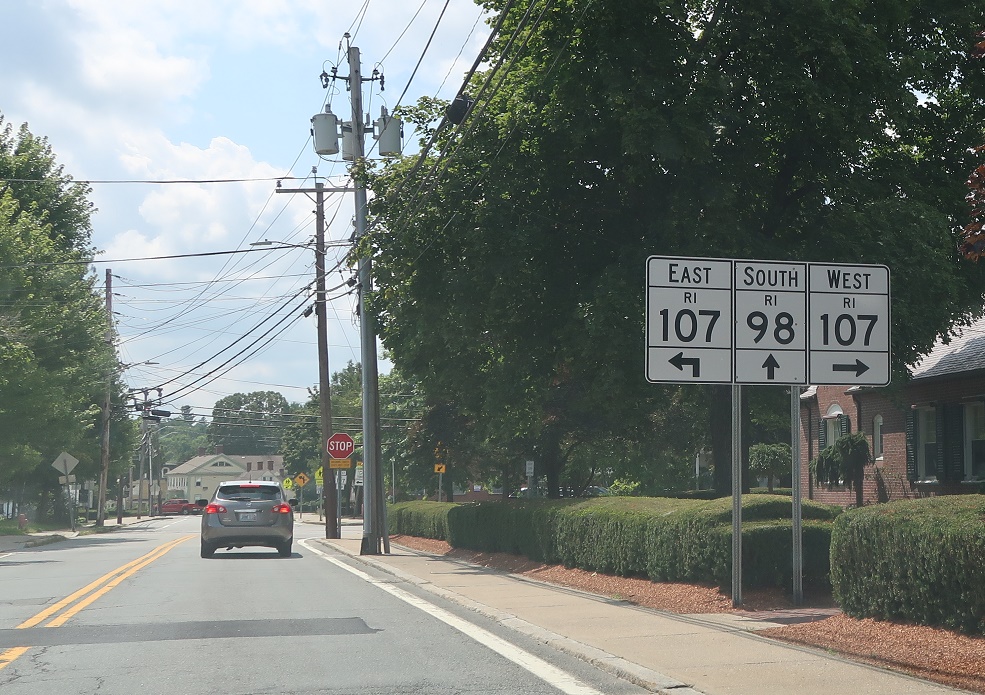 EAST
RI
107
SOUTH
RI
98
WEST
RI
107
STOP